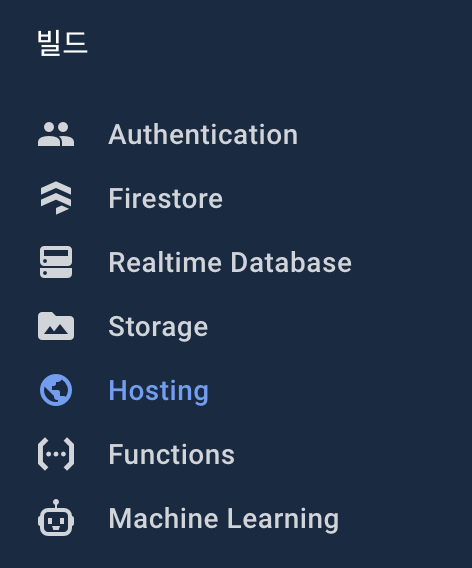 빌드
Authentication
Firestore
Realtime Database
Storage
Hosting
Functions
Machine Learning